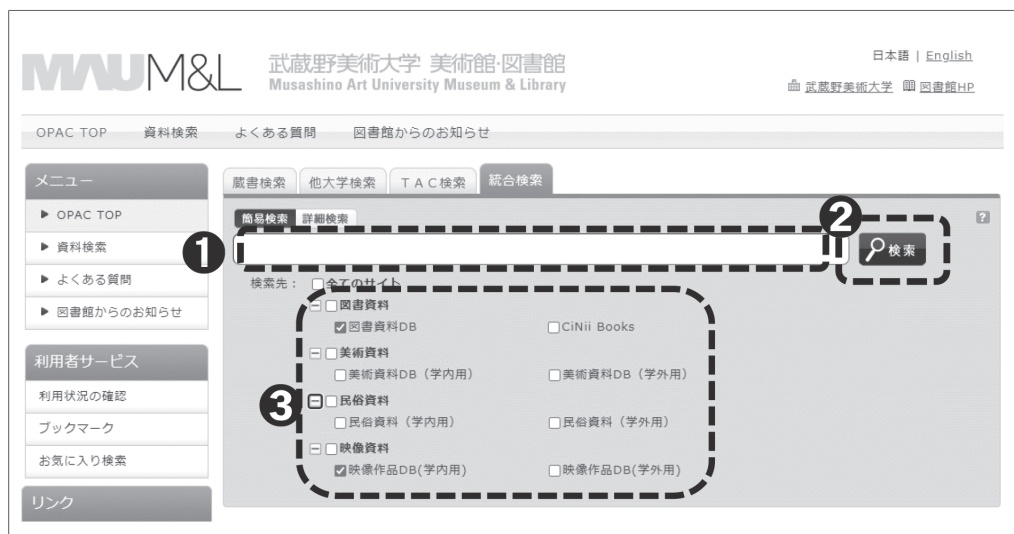 MAU M&L 武蔵野美術大学 美術館·図書館
Musashino Art University Museum & Library
日本語 | English
武蔵野美術大学 図書館HP
OPAC TOP 資料検索 よくある質問 図書館からのお知らせ
メニュー
▶ OPAC TOP
▶ 資料検索
▶ よくある質問
▶ 図書館からのお知らせ
利用者サービス
利用状況の確認
ブックマーク
お気に入り検索
リンク
蔵書検索 他大学検索 TAC検索 統合検索
簡易検索 詳細検索
?
❶
❷
検索
検索先： 全てのサイト
❸
図書資料
図書資料DB CiNii Books
美術資料
美術資料DB（学内用） 美術資料DB（学外用）
民俗資料
民俗資料（学内用） 民俗資料（学外用）
映像資料
映像作品DB(学内用) 映像作品DB(学外用)